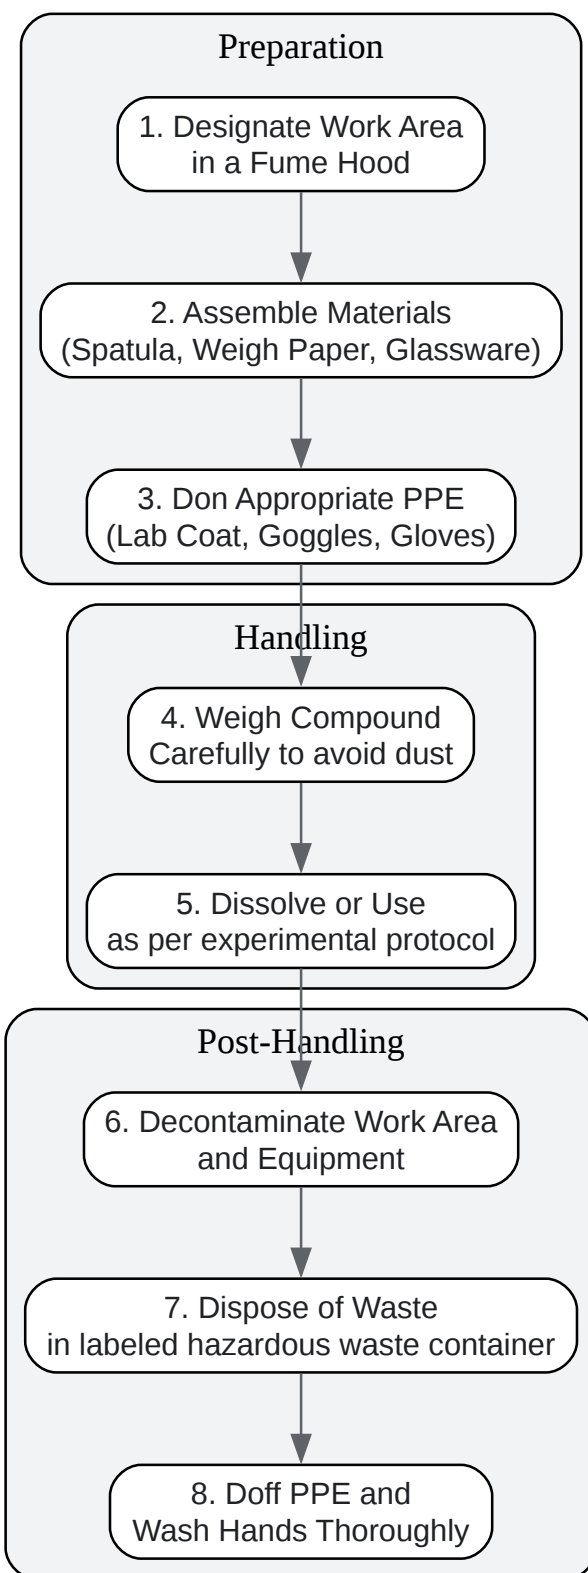 Preparation
1. Designate Work Area
in a Fume Hood
2. Assemble Materials
(Spatula, Weigh Paper, Glassware)
3. Don Appropriate PPE
(Lab Coat, Goggles, Gloves)
Handling
4. Weigh Compound
Carefully to avoid dust
5. Dissolve or Use
as per experimental protocol
Post-Handling
6. Decontaminate Work Area
and Equipment
7. Dispose of Waste
in labeled hazardous waste container
8. Doff PPE and
Wash Hands Thoroughly